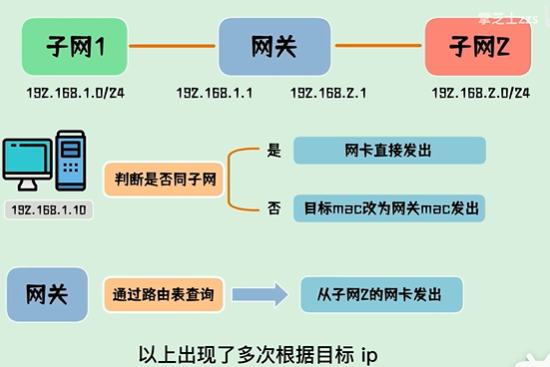 掌芝士zzs
子网1
网关
子网2
192.168.1.0/24
192.168.1.1
192.168.2.1
192.168.2.0/24
判断是否同子网
是
网卡直接发出
192.168.1.10
否
目标mac改为网关mac发出
网关
通过路由表查询
从子网2的网卡发出
以上出现了多次根据目标 ip